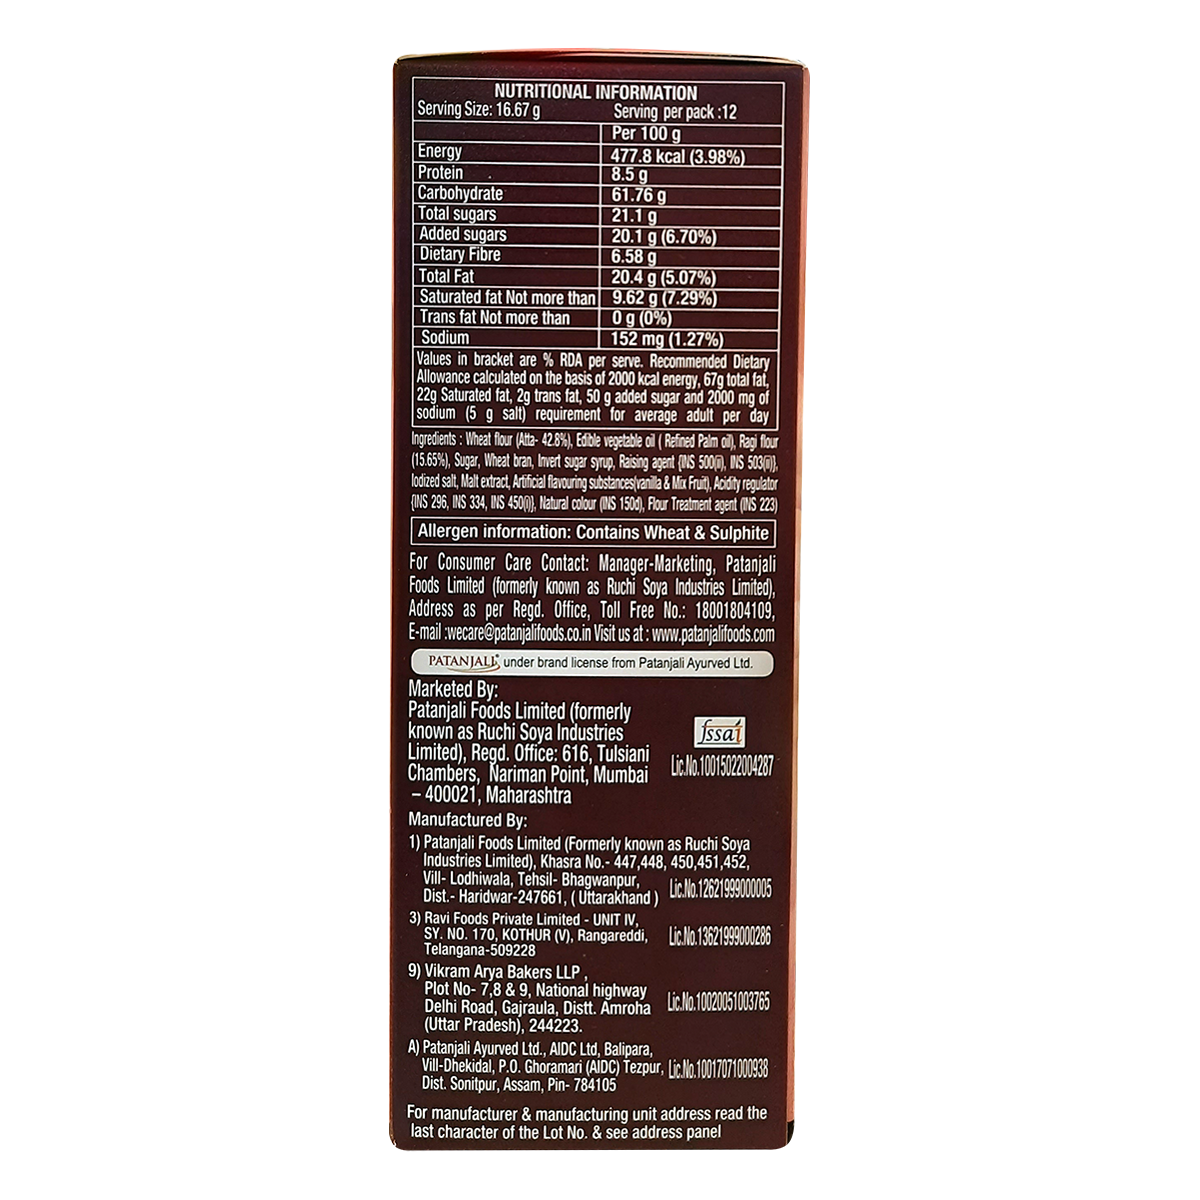 NUTRITIONAL INFORMATION
Serving Size: 16.67 g Serving per pack :12
Per 100 g
Energy 477.8 kcal (3.98%)
Protein 8.5 g
Carbohydrate 61.76 g
Total sugars 21.1 g
Added sugars 20.1 g (6.70%)
Dietary Fibre 6.58 g
Total Fat 20.4 g (5.07%)
Saturated fat Not more than 9.62 g (7.29%)
Trans fat Not more than 0 g (0%)
Sodium 152 mg (1.27%)
Values in bracket are % RDA per serve. Recommended Dietary
Allowance calculated on the basis of 2000 kcal energy, 67g total fat,
22g Saturated fat, 2g trans fat, 50 g added sugar and 2000 mg of
sodium (5 g salt) requirement for average adult per day
Ingredients : Wheat flour (Atta- 42.8%), Edible vegetable oil ( Refined Palm oil), Ragi flour
(15.65%), Sugar, Wheat bran, Invert sugar syrup, Raising agent {INS 500(ii), INS 503(ii)},
Iodized salt, Malt extract, Artificial flavouring substances(vanilla & Mix Fruit), Acidity regulator
{INS 296, INS 334, INS 450(i)}, Natural colour (INS 150d), Flour Treatment agent (INS 223)
Allergen information: Contains Wheat & Sulphite
For Consumer Care Contact: Manager-Marketing, Patanjali
Foods Limited (formerly known as Ruchi Soya Industries Limited),
Address as per Regd. Office, Toll Free No.: 18001804109,
E-mail :wecare@patanjalifoods.co.in Visit us at : www.patanjalifoods.com
PATANJALI® under brand license from Patanjali Ayurved Ltd.
Marketed By:
Patanjali Foods Limited (formerly
known as Ruchi Soya Industries
Limited), Regd. Office: 616, Tulsiani
Chambers, Nariman Point, Mumbai
– 400021, Maharashtra
fssai
Lic.No.10015022004287
Manufactured By:
1) Patanjali Foods Limited (Formerly known as Ruchi Soya
Industries Limited), Khasra No.- 447,448, 450,451,452,
Vill- Lodhiwala, Tehsil- Bhagwanpur,
Dist.- Haridwar-247661, ( Uttarakhand ) Lic.No.12621999000005
3) Ravi Foods Private Limited - UNIT IV,
SY. NO. 170, KOTHUR (V), Rangareddi, Lic.No.13621999000286
Telangana-509228
9) Vikram Arya Bakers LLP ,
Plot No- 7,8 & 9, National highway
Delhi Road, Gajraula, Distt. Amroha Lic.No.10020051003765
(Uttar Pradesh), 244223.
A) Patanjali Ayurved Ltd., AIDC Ltd, Balipara,
Vill-Dhekidal, P.O. Ghoramari (AIDC) Tezpur, Lic.No.10017071000938
Dist. Sonitpur, Assam, Pin- 784105
For manufacturer & manufacturing unit address read the
last character of the Lot No. & see address panel